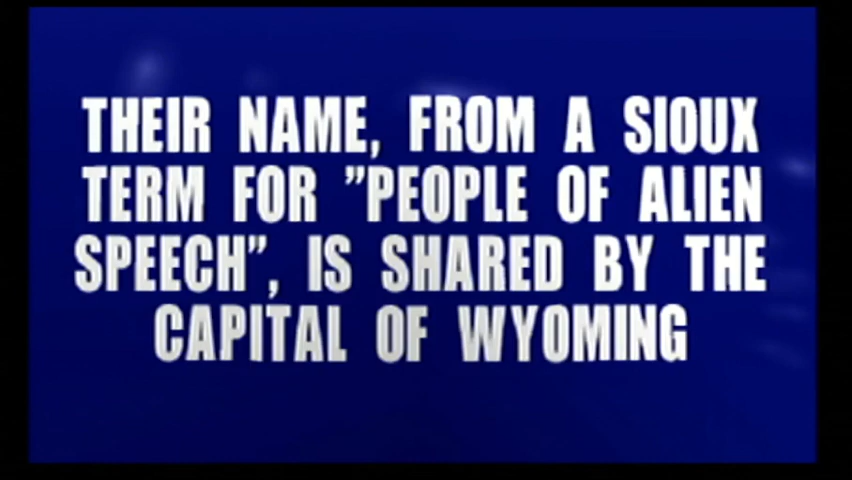 THEIR NAME, FROM A SIOUX
TERM FOR ”PEOPLE OF ALIEN
SPEECH”, IS SHARED BY THE
CAPITAL OF WYOMING